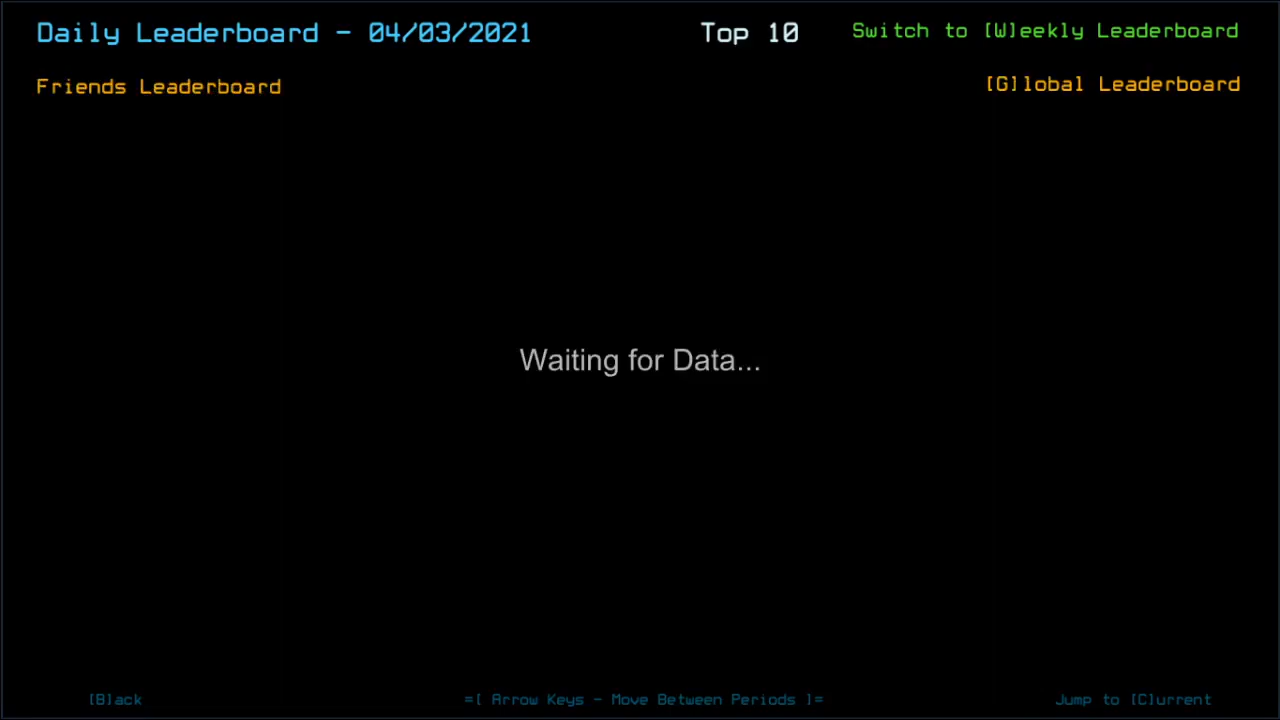 Daily Leaderboard - 04/03/2021 Top 10 Switch to [W]eekly Leaderboard
Friends Leaderboard [G]lobal Leaderboard
Waiting for Data...
[B]ack =[ Arrow Keys - Move Between Periods ]= Jump to [C]urrent